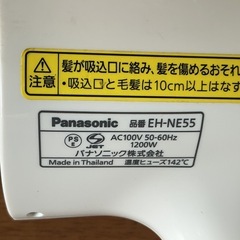 髪が吸込口に絡み、髪を傷めるおそれ
・吸込口と毛髪は10cm以上はなす
Panasonic 品番 EH-NE55
PS E JET AC100V 50-60Hz
1200W
パナソニック株式会社
Made in Thailand 温度ヒューズ142℃